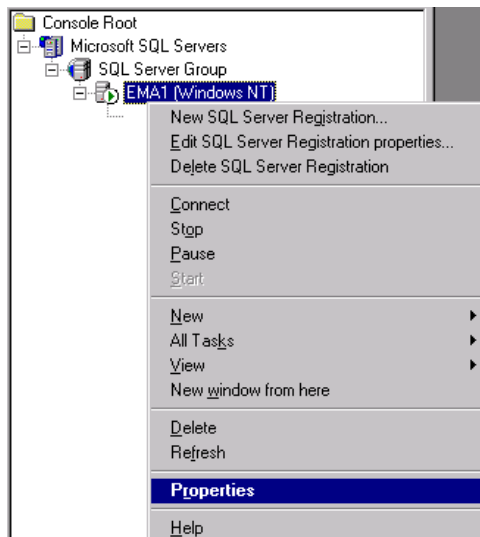 Console Root
Microsoft SQL Servers
SQL Server Group
EMA1 (Windows NT)
New SQL Server Registration...
Edit SQL Server Registration properties...
Delete SQL Server Registration
Connect
Stop
Pause
Start
New
All Tasks
View
New window from here
Delete
Refresh
Properties
Help